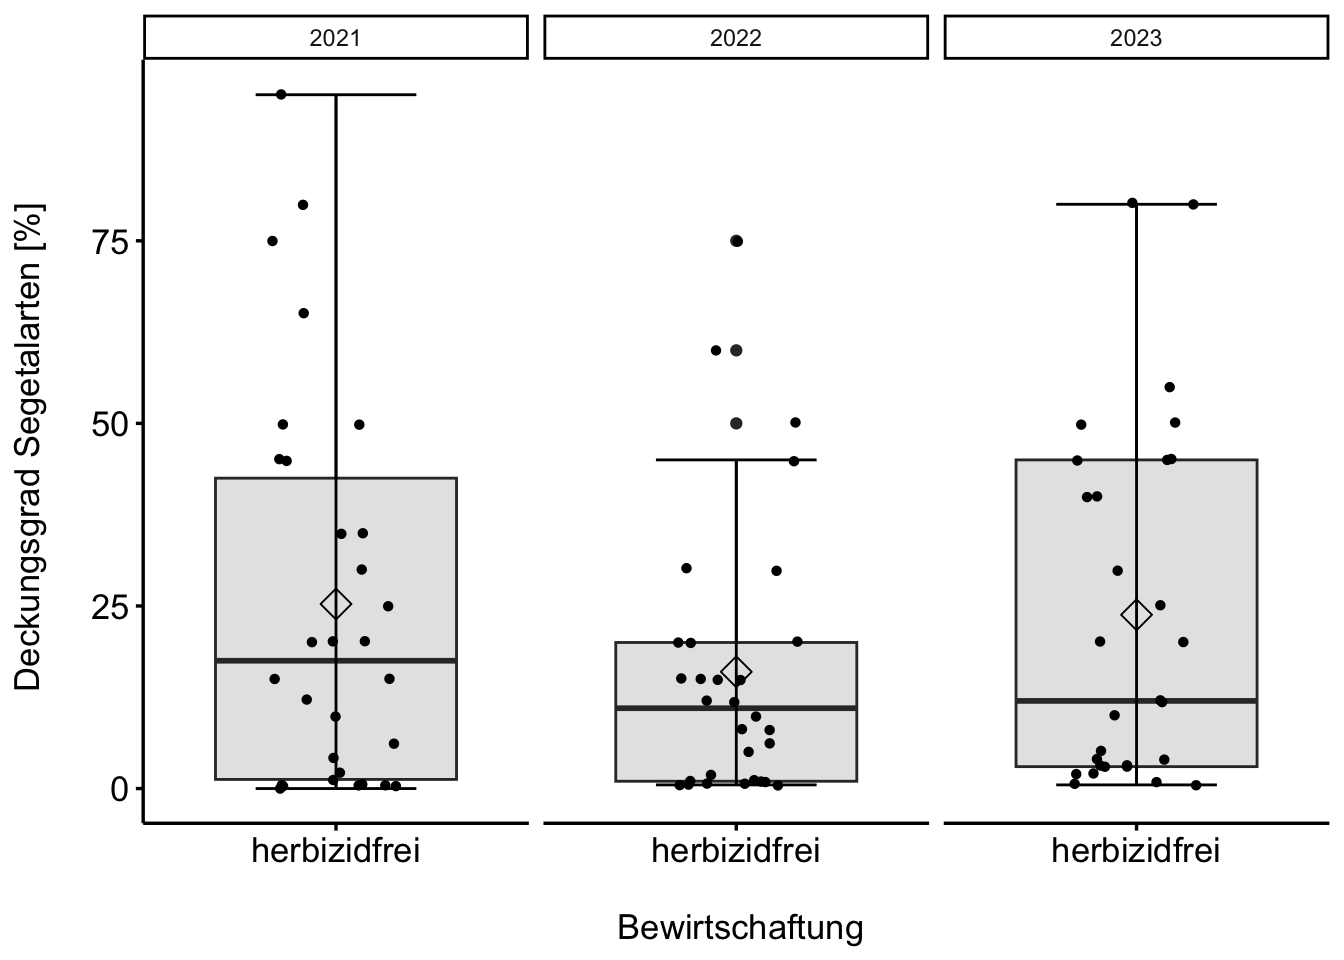 2021
2022
2023
Deckungsgrad Segetalarten [%]
75
50
25
0
herbizidfrei
herbizidfrei
herbizidfrei
Bewirtschaftung